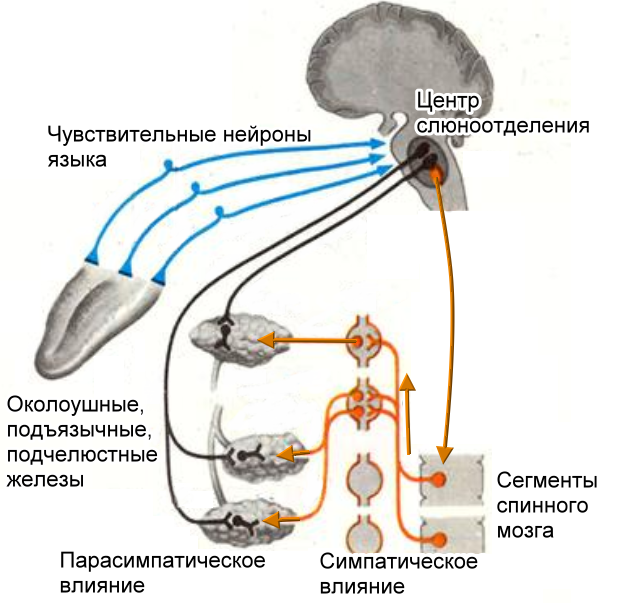 Центр
слюноотделения
Чувствительные нейроны
языка
Околоушные,
подъязычные,
подчелюстные
железы
Сегменты
спинного
мозга
Парасимпатическое
влияние
Симпатическое
влияние